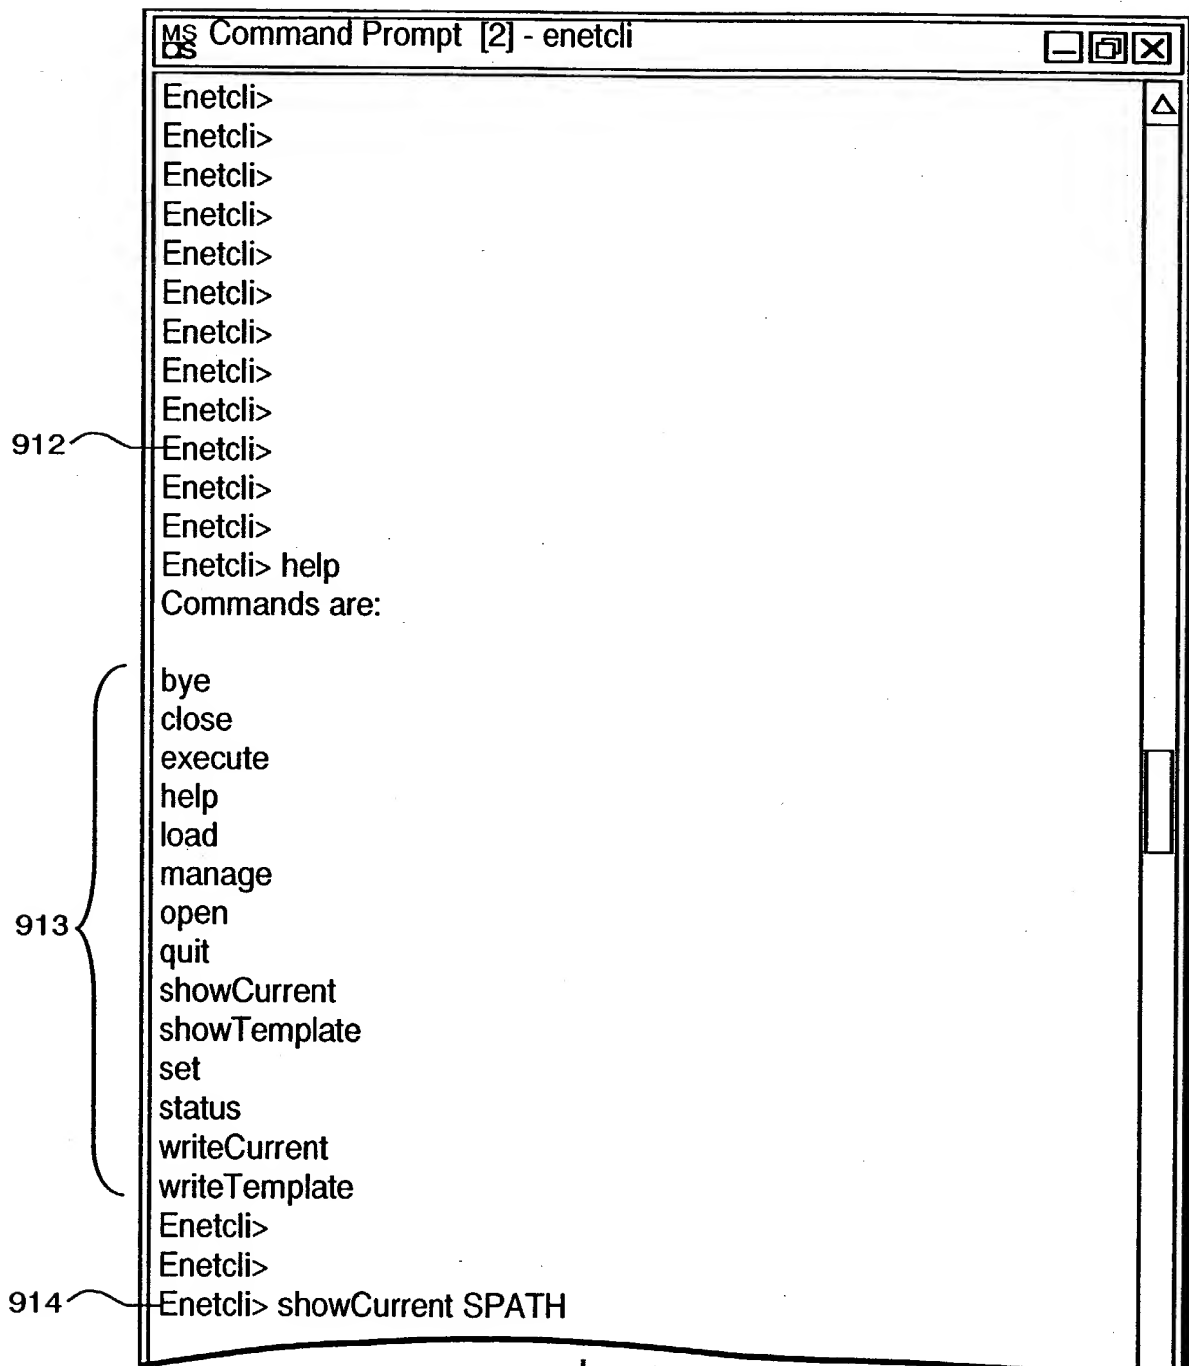 MS DOS Command Prompt [2] - enetcli
Enetcli>
Enetcli>
Enetcli>
Enetcli>
Enetcli>
Enetcli>
Enetcli>
Enetcli>
Enetcli>
912 Enetcli>
Enetcli>
Enetcli>
Enetcli> help
Commands are:
bye
close
execute
help
load
manage
913 open
quit
showCurrent
showTemplate
set
status
writeCurrent
writeTemplate
Enetcli>
Enetcli>
914 Enetcli> showCurrent SPATH